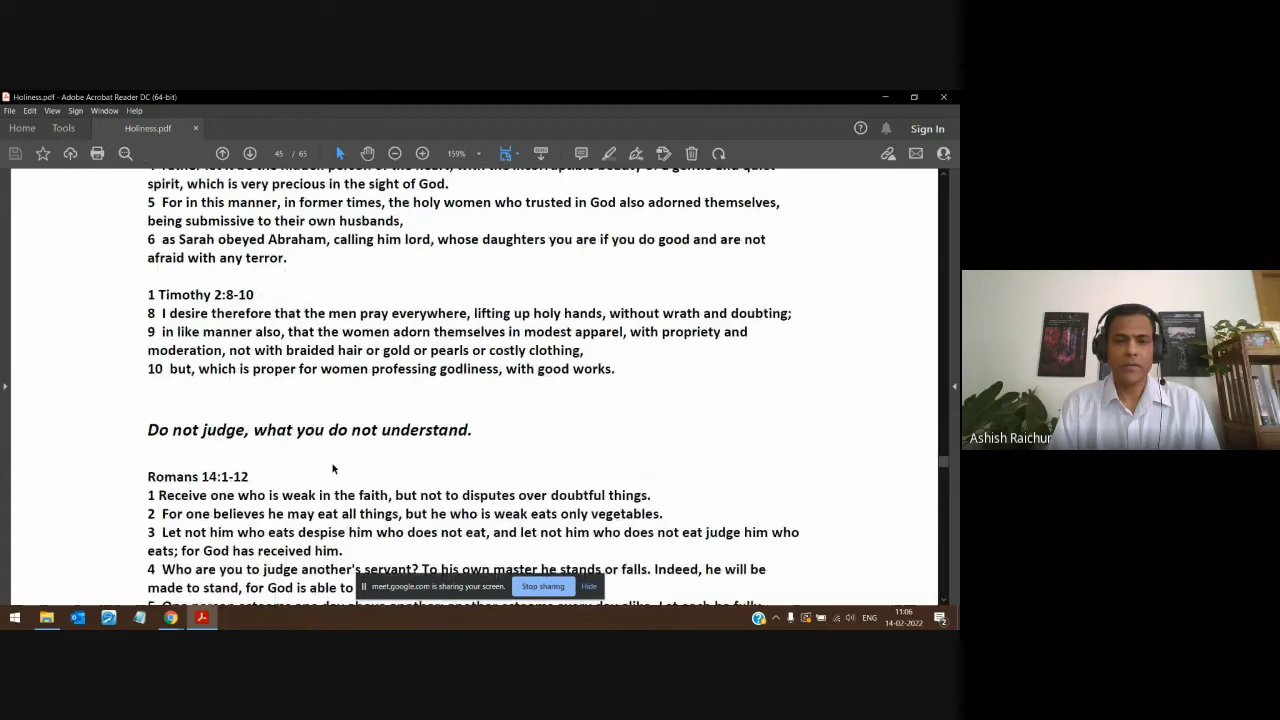 Holiness.pdf - Adobe Acrobat Reader DC (64-bit)
File Edit View Sign Window Help
Home Tools Holiness.pdf × Sign In
45 / 65 159%
spirit, which is very precious in the sight of God.
5 For in this manner, in former times, the holy women who trusted in God also adorned themselves,
being submissive to their own husbands,
6 as Sarah obeyed Abraham, calling him lord, whose daughters you are if you do good and are not
afraid with any terror.
1 Timothy 2:8-10
8 I desire therefore that the men pray everywhere, lifting up holy hands, without wrath and doubting;
9 in like manner also, that the women adorn themselves in modest apparel, with propriety and
moderation, not with braided hair or gold or pearls or costly clothing,
10 but, which is proper for women professing godliness, with good works.
Do not judge, what you do not understand.
Romans 14:1-12
1 Receive one who is weak in the faith, but not to disputes over doubtful things.
2 For one believes he may eat all things, but he who is weak eats only vegetables.
3 Let not him who eats despise him who does not eat, and let not him who does not eat judge him who
eats; for God has received him.
4 Who are you to judge another's servant? To his own master he stands or falls. Indeed, he will be
made to stand, for God is able to
meet.google.com is sharing your screen. Stop sharing Hide
ENG
11:06
14-02-2022
2
Ashish Raichur